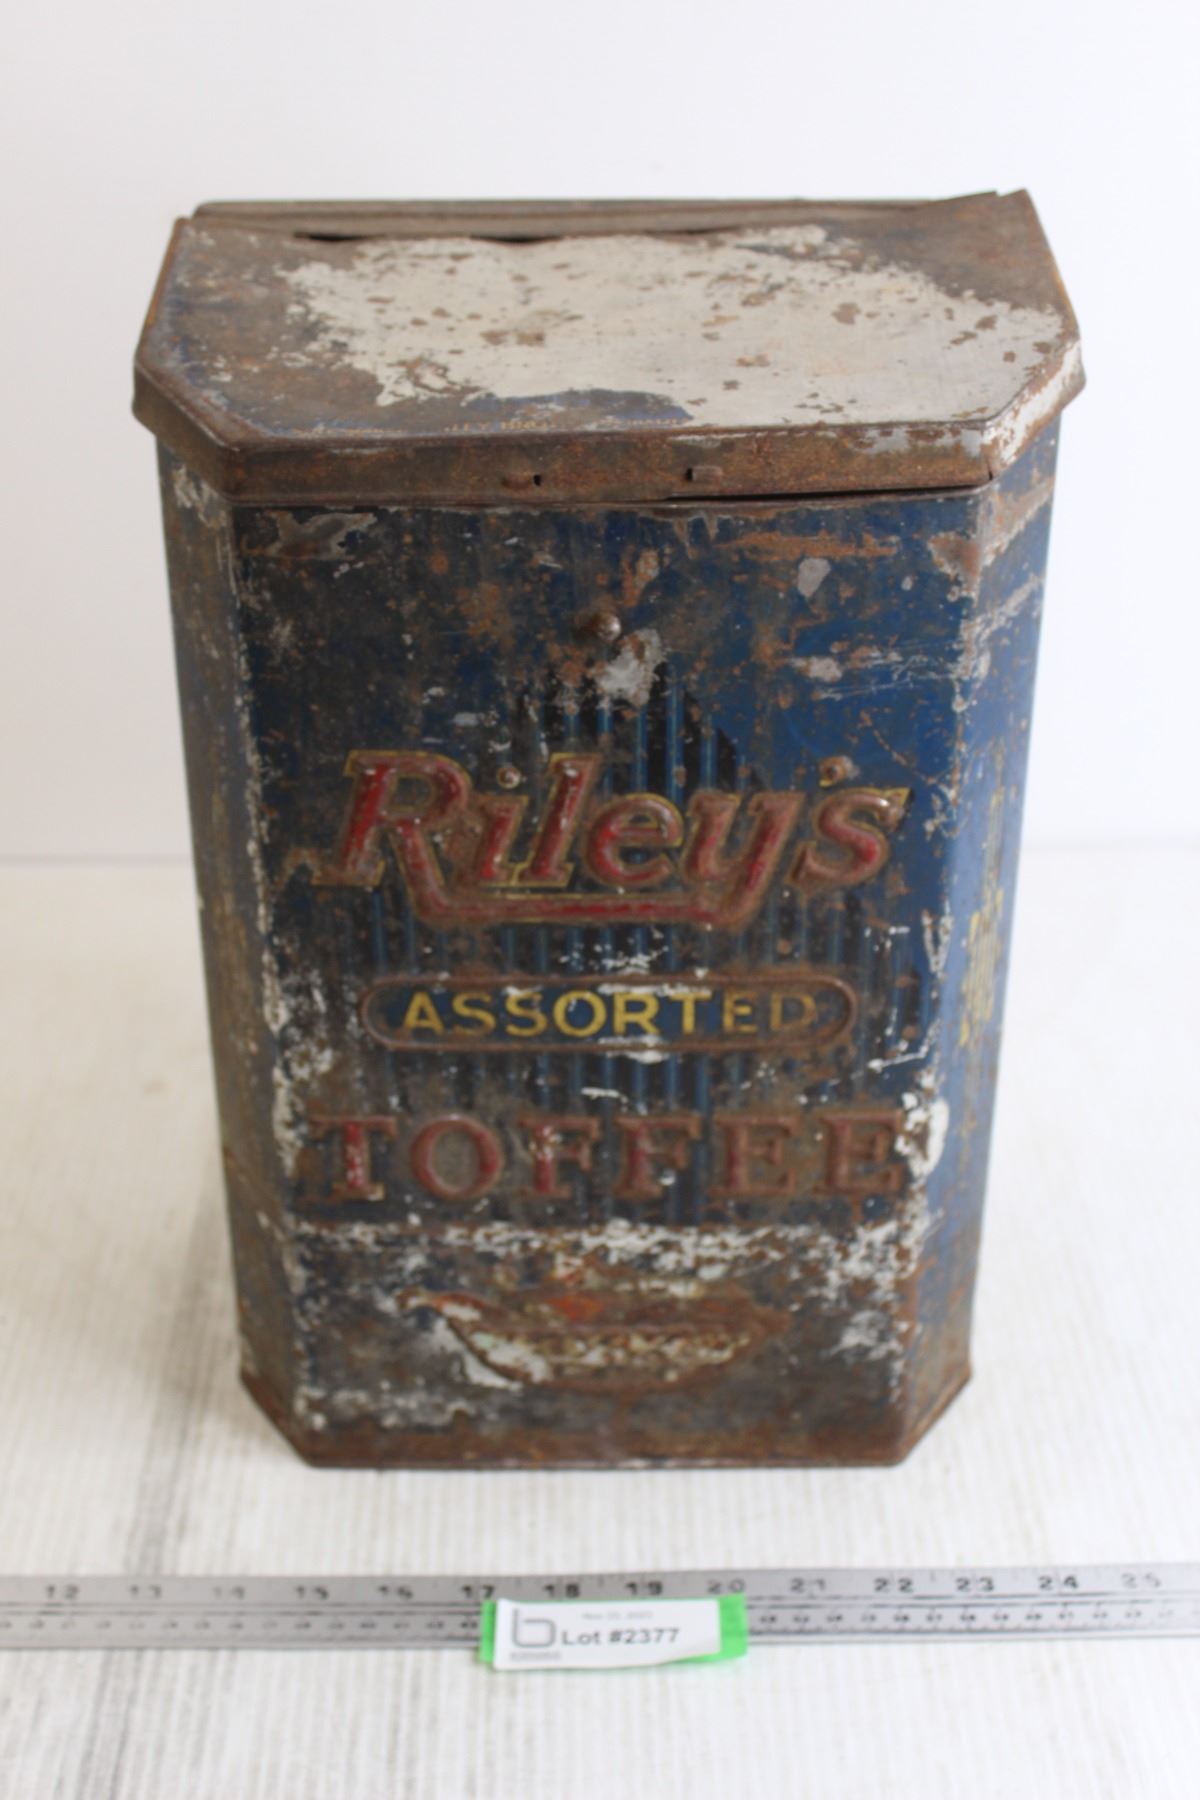 Riley's
ASSORTED
TOFFEE
12 13 14 15 16 17 18 19 20 21 22 23 24 25
Lot #2377